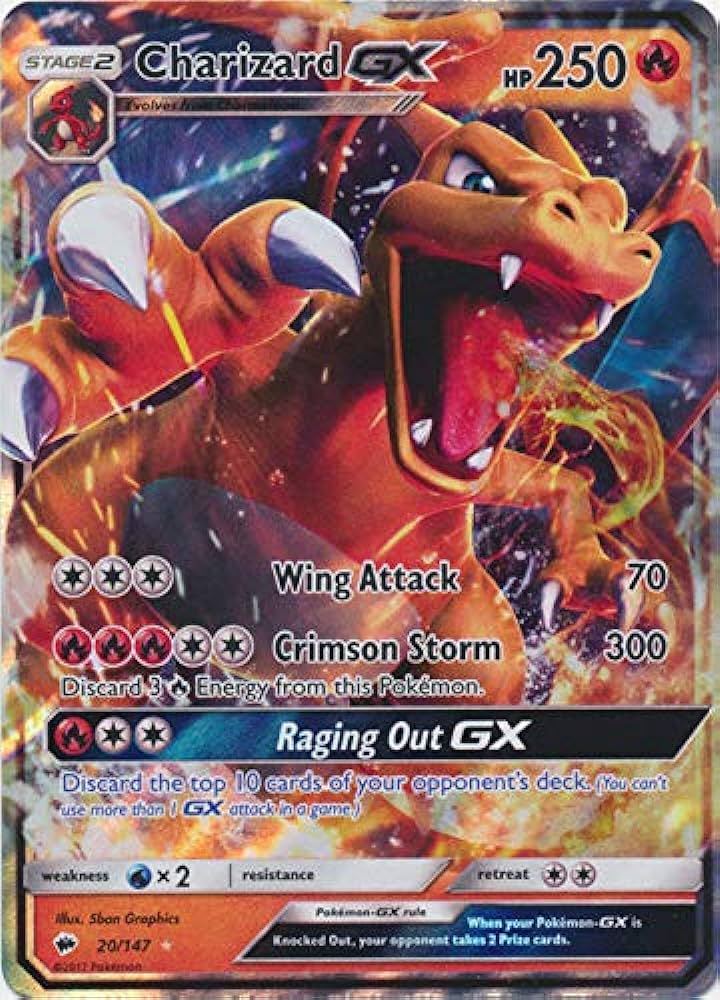 STAGE2 Charizard GX HP 250
Evolves from Charmeleon
Wing Attack 70
Crimson Storm 300
Discard 3 Energy from this Pokémon.
Raging Out GX
Discard the top 10 cards of your opponent's deck. (You can't
use more than 1 GX attack in a game.)
weakness × 2 resistance retreat
Illus. 5ban Graphics
Pokémon-GX rule
When your Pokémon-GX is
Knocked Out, your opponent takes 2 Prize cards.
20/147
©2017 Pokémon